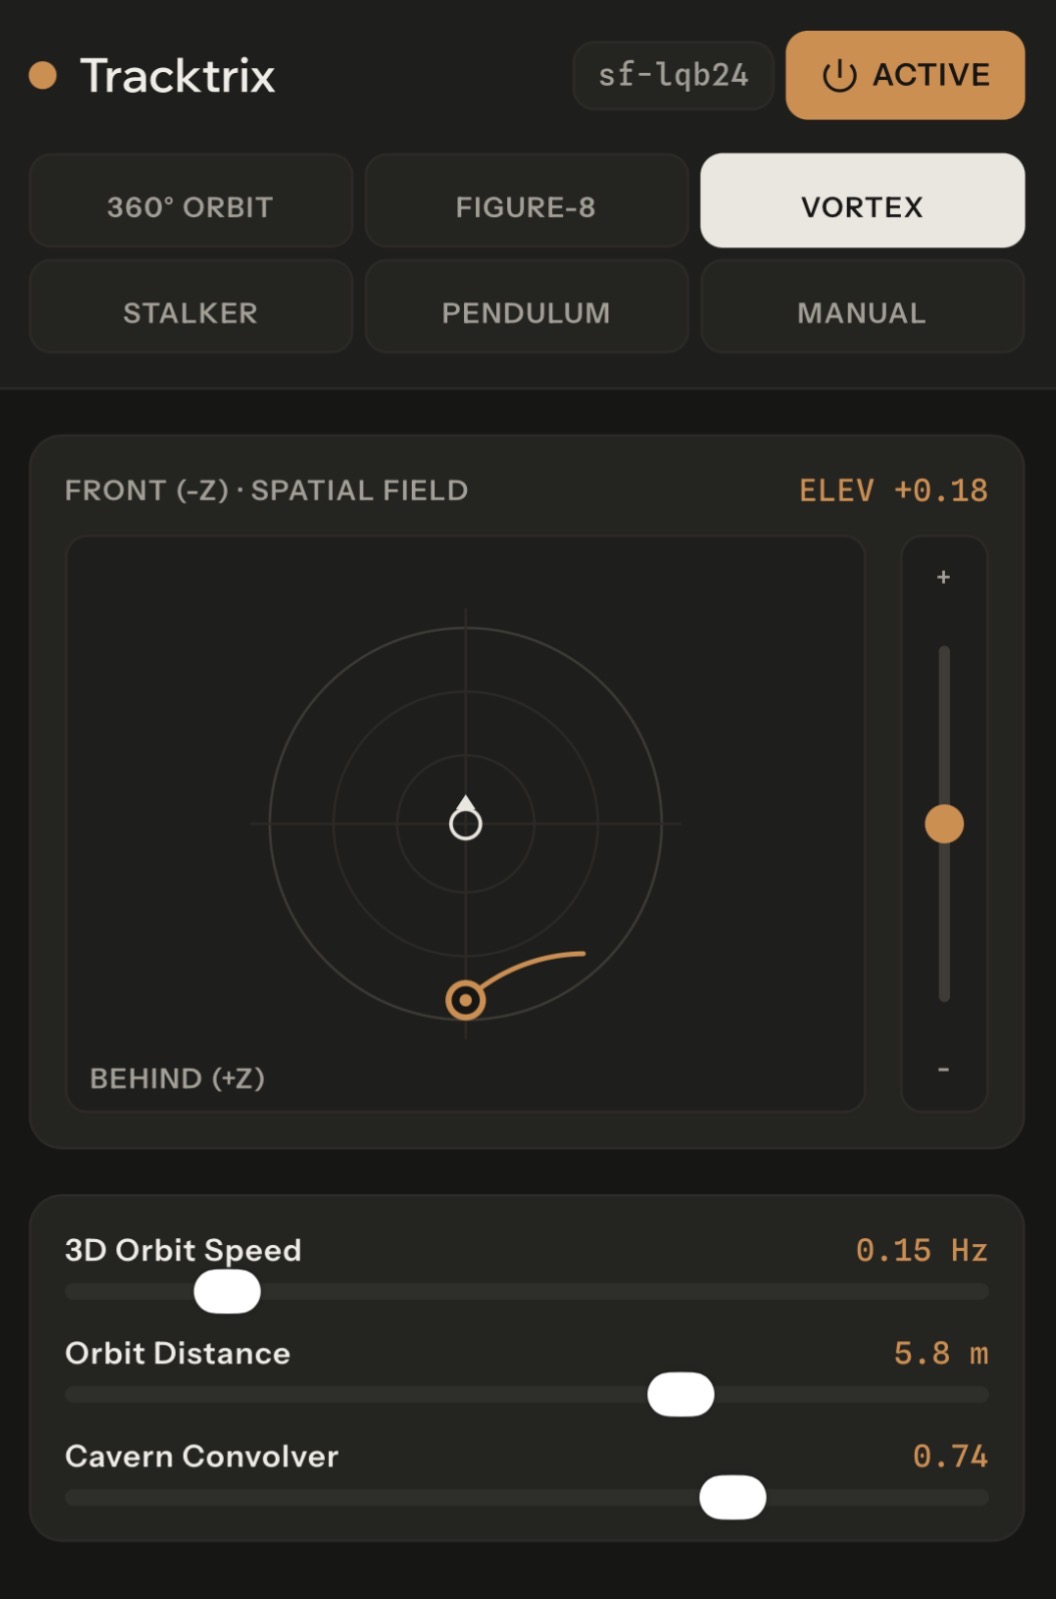 Tracktrix
sf-lqb24
ACTIVE
360° ORBIT
FIGURE-8
VORTEX
STALKER
PENDULUM
MANUAL
FRONT (-Z) · SPATIAL FIELD
ELEV +0.18
+
-
BEHIND (+Z)
3D Orbit Speed
0.15 Hz
Orbit Distance
5.8 m
Cavern Convolver
0.74